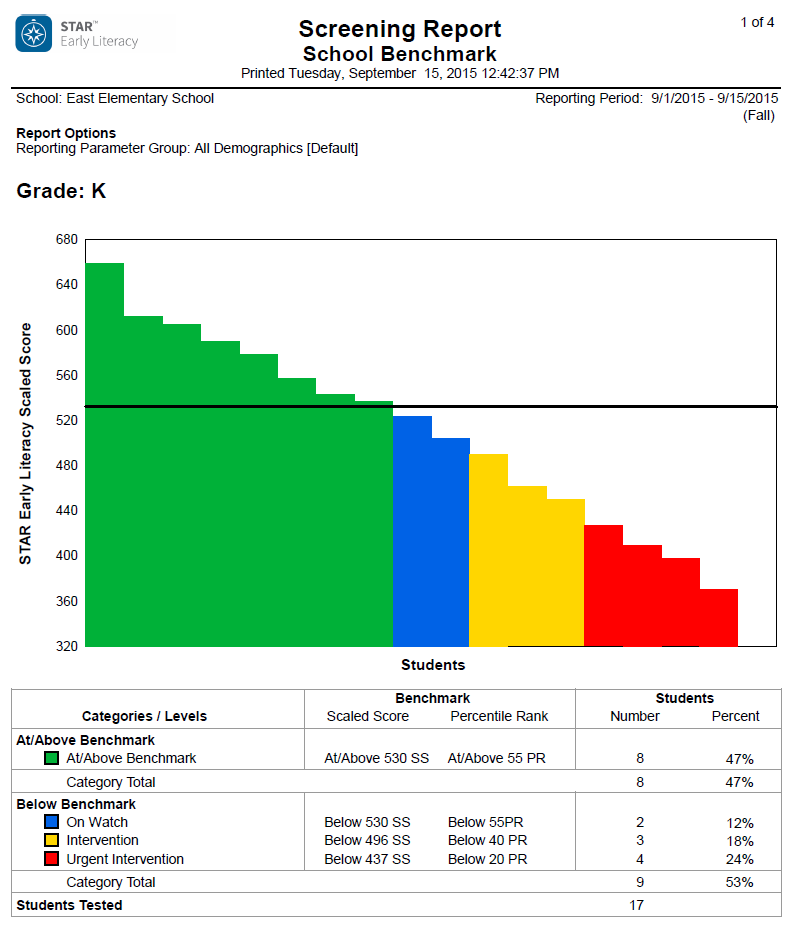 STAR™
Early Literacy
Screening Report
School Benchmark
Printed Tuesday, September 15, 2015 12:42:37 PM
1 of 4
School: East Elementary School
Reporting Period: 9/1/2015 - 9/15/2015
(Fall)
Report Options
Reporting Parameter Group: All Demographics [Default]
Grade: K
STAR Early Literacy Scaled Score
680
640
600
560
520
480
440
400
360
320
Students
Benchmark Students
Categories / Levels Scaled Score Percentile Rank Number Percent
At/Above Benchmark
At/Above Benchmark At/Above 530 SS At/Above 55 PR 8 47%
Category Total 8 47%
Below Benchmark
On Watch Below 530 SS Below 55PR 2 12%
Intervention Below 496 SS Below 40 PR 3 18%
Urgent Intervention Below 437 SS Below 20 PR 4 24%
Category Total 9 53%
Students Tested 17